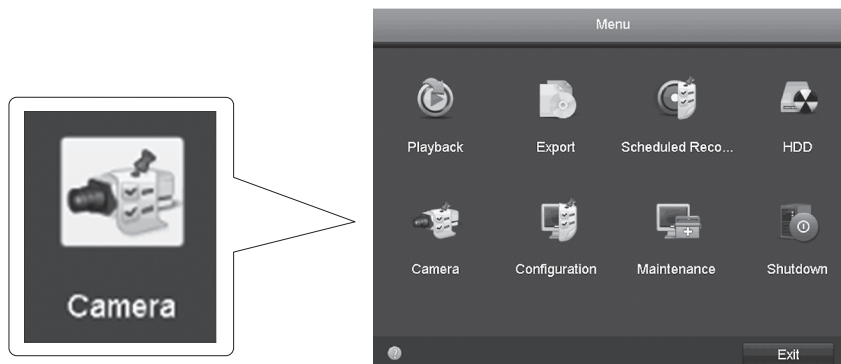 Menu
Playback
Export
Scheduled Reco...
HDD
Camera
Camera
Configuration
Maintenance
Shutdown
?
Exit